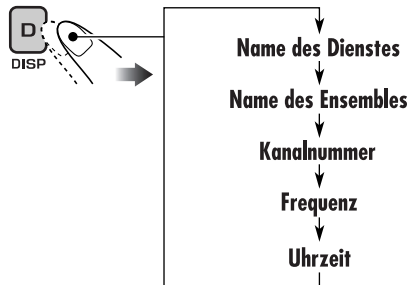 D
DISP
Name des Dienstes
Name des Ensembles
Kanalnummer
Frequenz
Uhrzeit